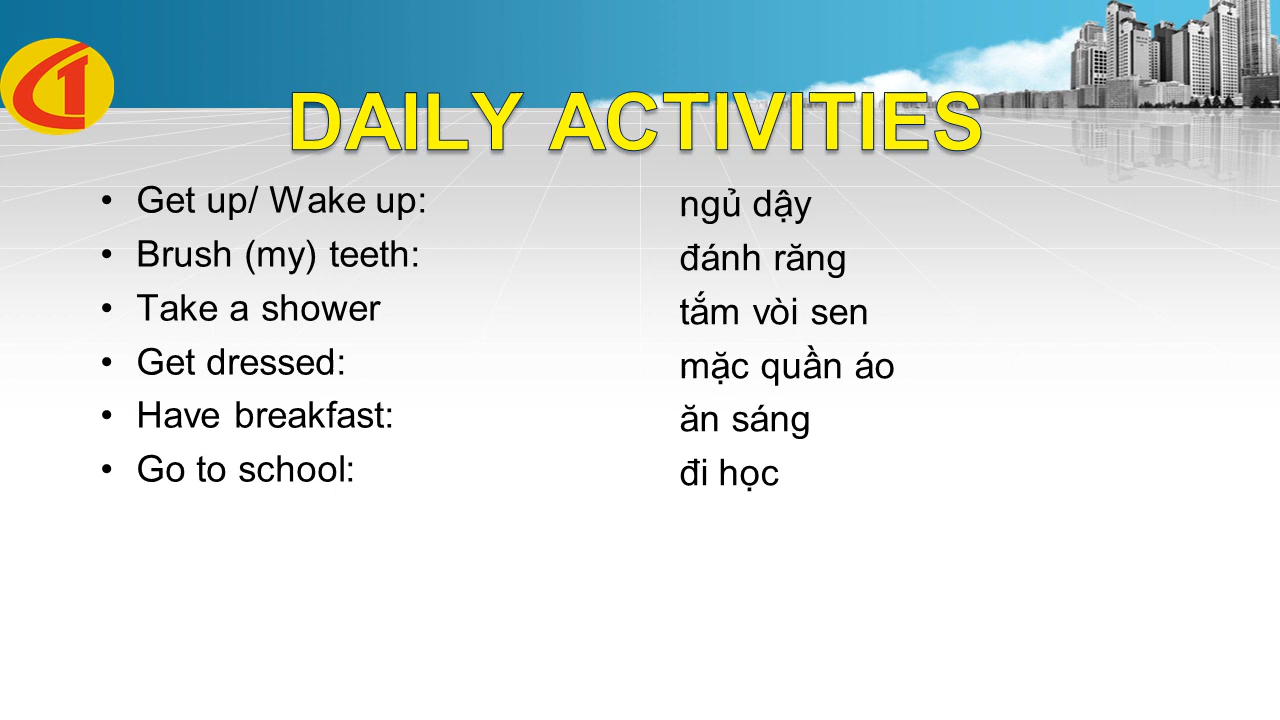 DAILY ACTIVITIES
• Get up/ Wake up: ngủ dậy
• Brush (my) teeth: đánh răng
• Take a shower tắm vòi sen
• Get dressed: mặc quần áo
• Have breakfast: ăn sáng
• Go to school: đi học